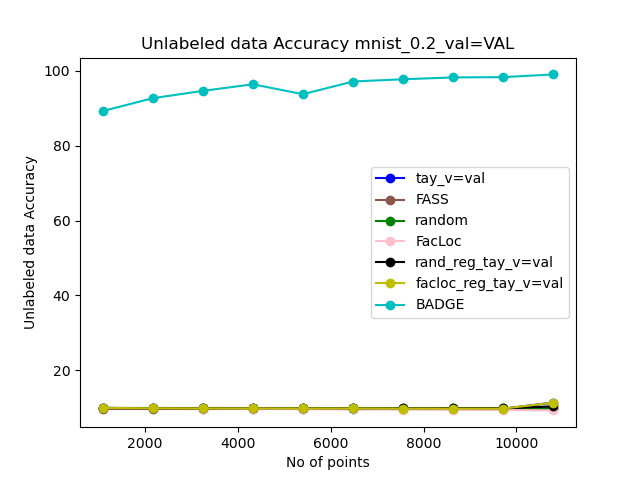 Unlabeled data Accuracy mnist_0.2_val=VAL
100
80
60
40
20
Unlabeled data Accuracy
tay_v=val
FASS
random
FacLoc
rand_reg_tay_v=val
facloc_reg_tay_v=val
BADGE
2000 4000 6000 8000 10000
No of points